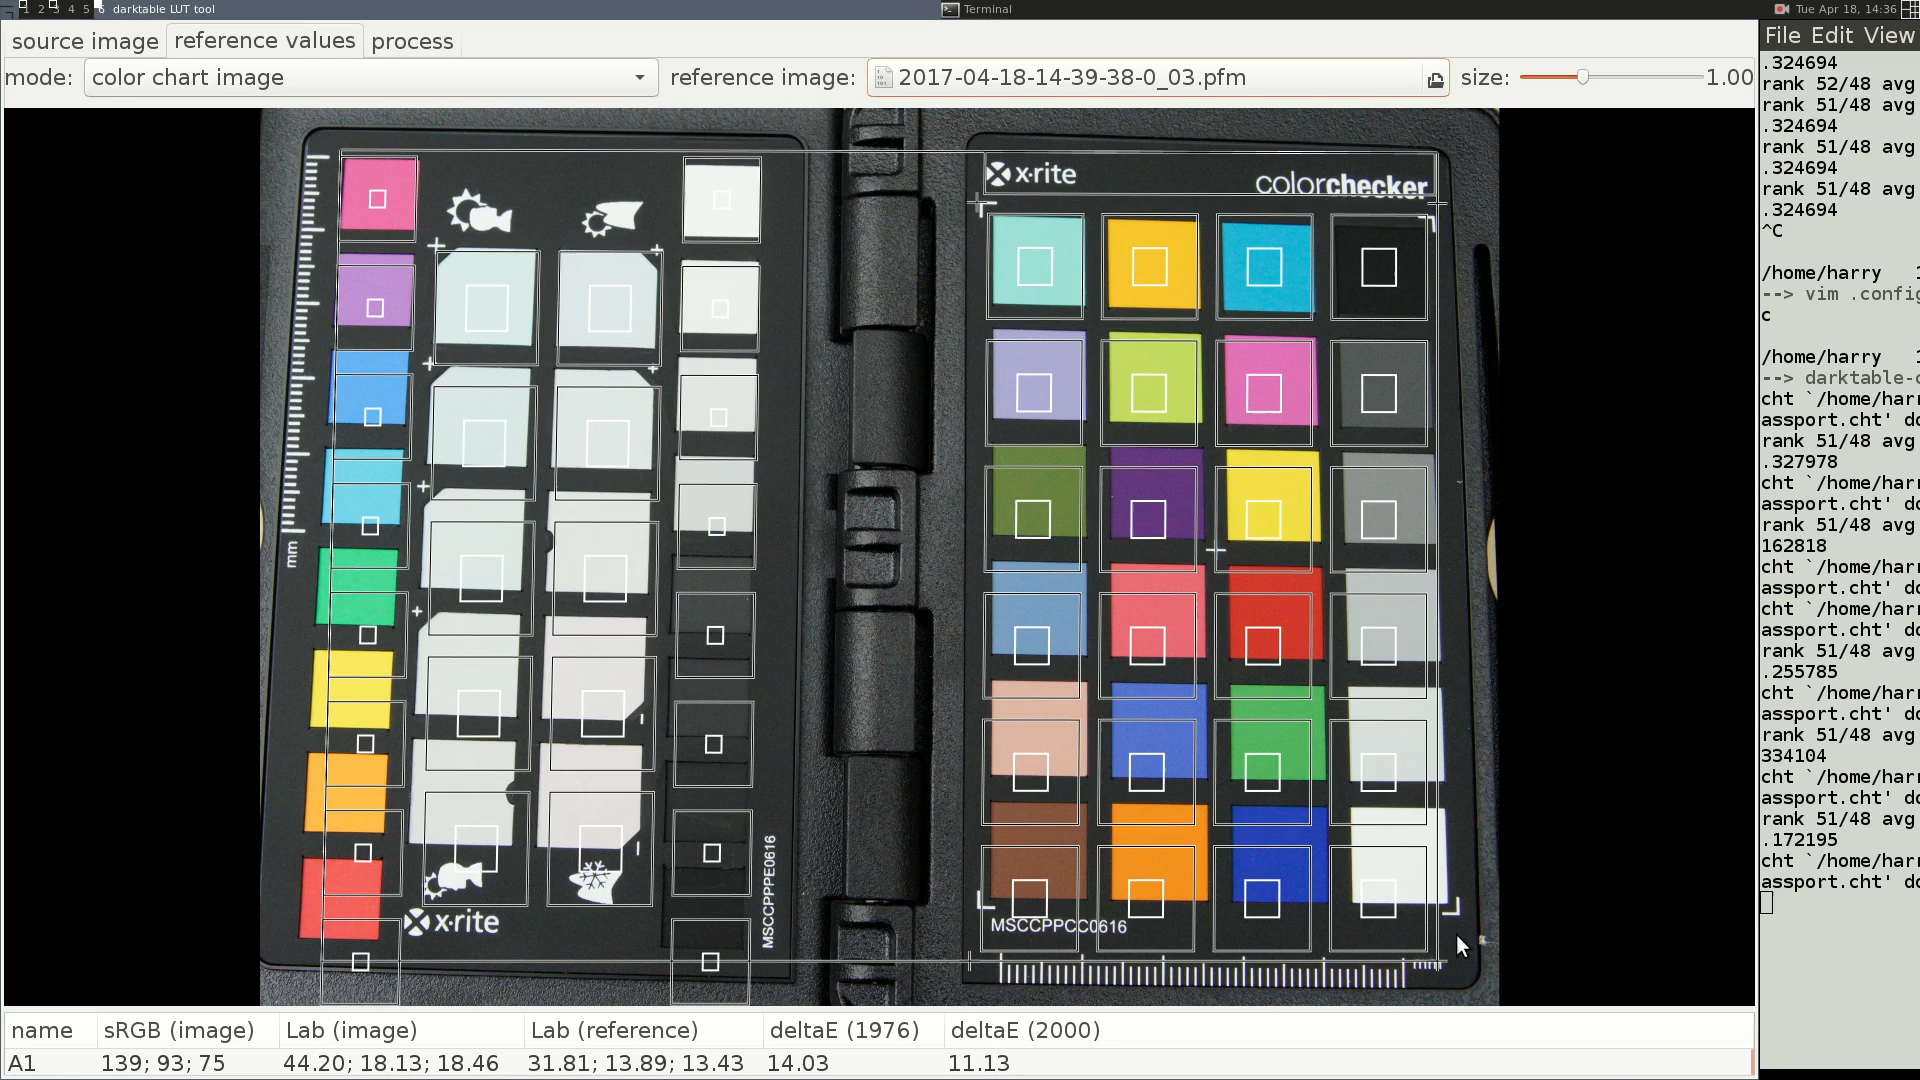 1 2 3 4 5 6 darktable LUT tool
Terminal
Tue Apr 18, 14:36
source image
reference values
process
File Edit View
mode:
color chart image
reference image:
2017-04-18-14-39-38-0_03.pfm
size:
1.00
x·rite
colorchecker
mm
x·rite
MSCCPPPE0616
MSCCPPCC0616
mm
name
sRGB (image)
Lab (image)
Lab (reference)
deltaE (1976)
deltaE (2000)
A1
139; 93; 75
44.20; 18.13; 18.46
31.81; 13.89; 13.43
14.03
11.13
.324694
rank 52/48 avg
rank 51/48 avg
.324694
rank 51/48 avg
.324694
rank 51/48 avg
.324694
^C
/home/harry 1
--> vim .config
c
/home/harry 1
--> darktable-c
cht `/home/harr
assport.cht' do
rank 51/48 avg
.327978
cht `/home/harr
assport.cht' do
rank 51/48 avg
162818
cht `/home/harr
assport.cht' do
cht `/home/harr
assport.cht' do
rank 51/48 avg
.255785
cht `/home/harr
assport.cht' do
rank 51/48 avg
334104
cht `/home/harr
assport.cht' do
rank 51/48 avg
.172195
cht `/home/harr
assport.cht' do